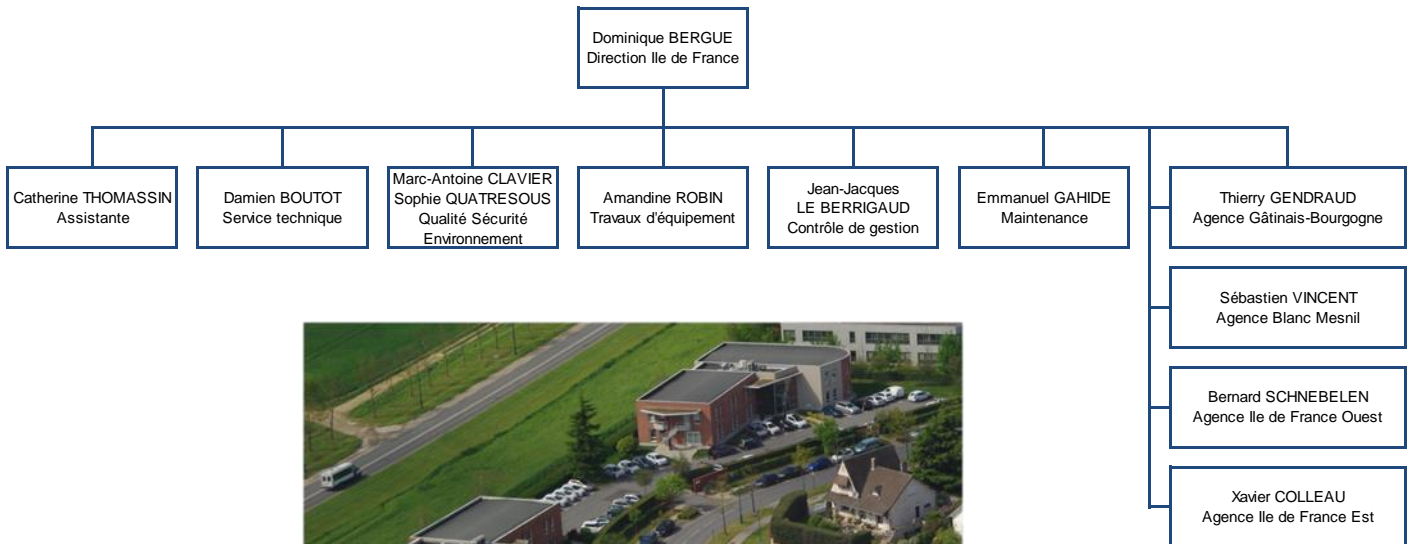 Dominique BERGUE
Direction Ile de France
Catherine THOMASSIN
Assistante
Damien BOUTOT
Service technique
Marc-Antoine CLAVIER
Sophie QUATRESOUS
Qualité Sécurité
Environnement
Amandine ROBIN
Travaux d'équipement
Jean-Jacques
LE BERRIGAUD
Contrôle de gestion
Emmanuel GAHIDE
Maintenance
Thierry GENDRAUD
Agence Gâtinais-Bourgogne
Sébastien VINCENT
Agence Blanc Mesnil
Bernard SCHNEBELEN
Agence Ile de France Ouest
Xavier COLLEAU
Agence Ile de France Est